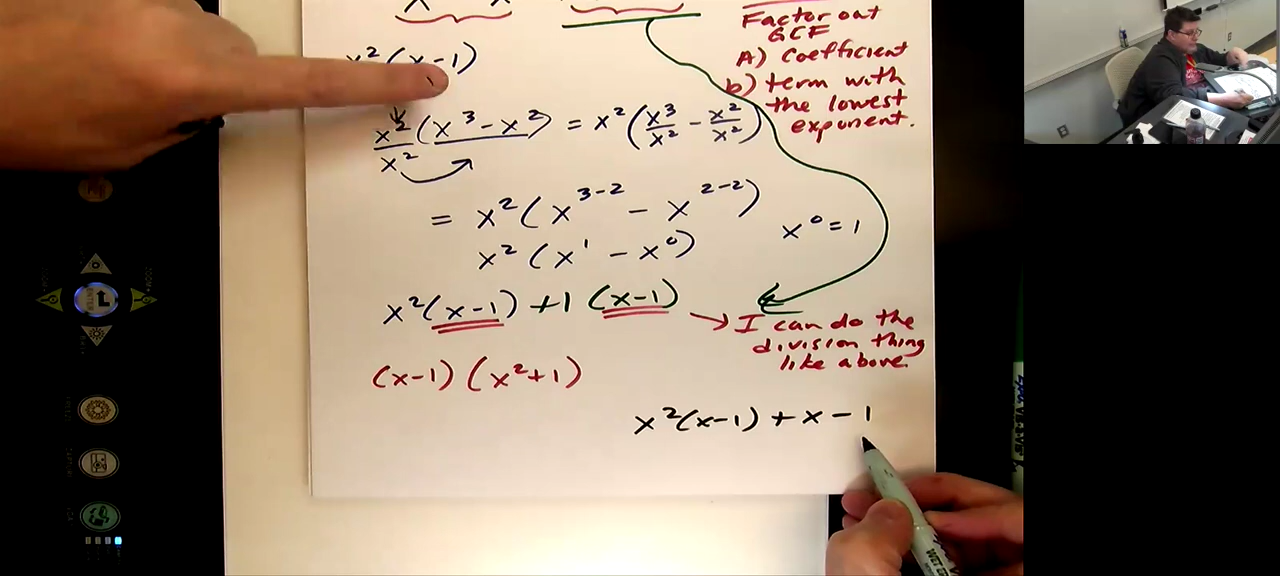 Factor out
GCF
A) Coefficient
b) term with
the lowest
exponent.
x²(x-1)
x²/x² (x³-x²) = x²(x³/x² - x²/x²)
= x²(x³⁻² - x²⁻²)
x⁰=1
x²(x¹ - x⁰)
x²(x-1)+1(x-1)
I can do the
division thing
like above.
(x-1)(x²+1)
x²(x-1)+x-1